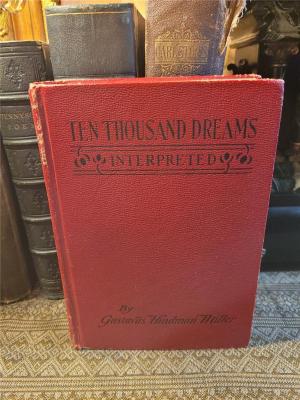 TEN THOUSAND DREAMS
INTERPRETED
By
Gustavus Hindman Miller